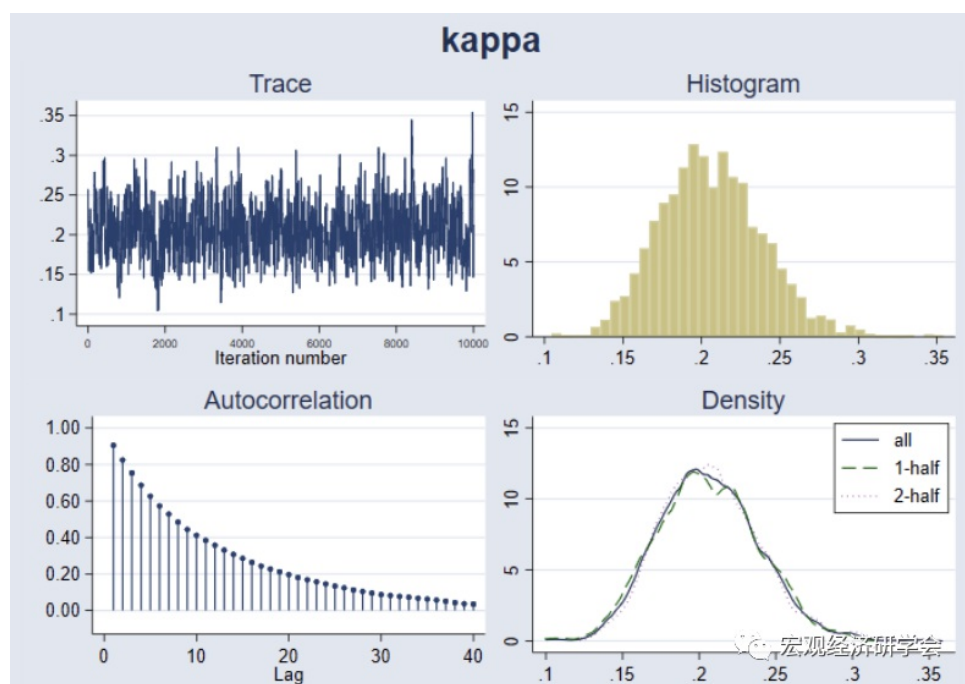 kappa
Trace
.35
.3
.25
.2
.15
.1
0 2000 4000 6000 8000 10000
Iteration number
Histogram
15
10
5
0
.1 .15 .2 .25 .3 .35
Autocorrelation
1.00
0.80
0.60
0.40
0.20
0.00
0 10 20 30 40
Lag
Density
15
10
5
0
all
1-half
2-half
.1 .15 .2 .25 .3 .35
宏观经济研学会